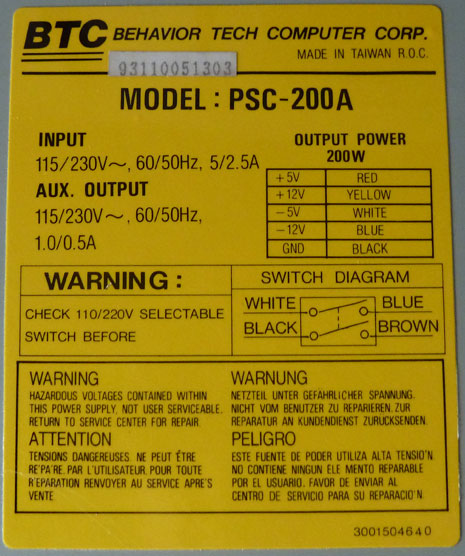 BTC BEHAVIOR TECH COMPUTER CORP.
MADE IN TAIWAN R.O.C.
93110051303
MODEL : PSC-200A
INPUT
115/230V~, 60/50Hz, 5/2.5A
AUX. OUTPUT
115/230V~, 60/50Hz,
1.0/0.5A
OUTPUT POWER
200W
+5V RED
+12V YELLOW
-5V WHITE
-12V BLUE
GND BLACK
WARNING :
CHECK 110/220V SELECTABLE
SWITCH BEFORE
SWITCH DIAGRAM
WHITE BLUE
BLACK BROWN
WARNING
HAZARDOUS VOLTAGES CONTAINED WITHIN
THIS POWER SUPPLY, NOT USER SERVICEABLE.
RETURN TO SERVICE CENTER FOR REPAIR.
WARNUNG
NETZTEIL UNTER GEFÄHRLICHER SPANNUNG.
NICHT VOM BENUTZER ZU REPARIEREN. ZUR
REPARATUR AN KUNDENDIENST ZURÜCKSENDEN.
ATTENTION
TENSIONS DANGEREUSES. NE PEUT ÊTRE
RE'PA'RE. PAR L'UTILISATEUR. POUR TOUTE
R'EPARATION RENVOYER AU SERVICE APRE'S
VENTE
PELIGRO
ESTE FUENTE DE PODER UTILIZA ALTA TENSIO'N
NO CONTIENE NINGUN ELE MENTO REPARABLE
POR EL USUARIO. FAVOR DE ENVIAR AL
CENTRO DE SERVICIO PARA SU REPARACIO'N.
3001504640